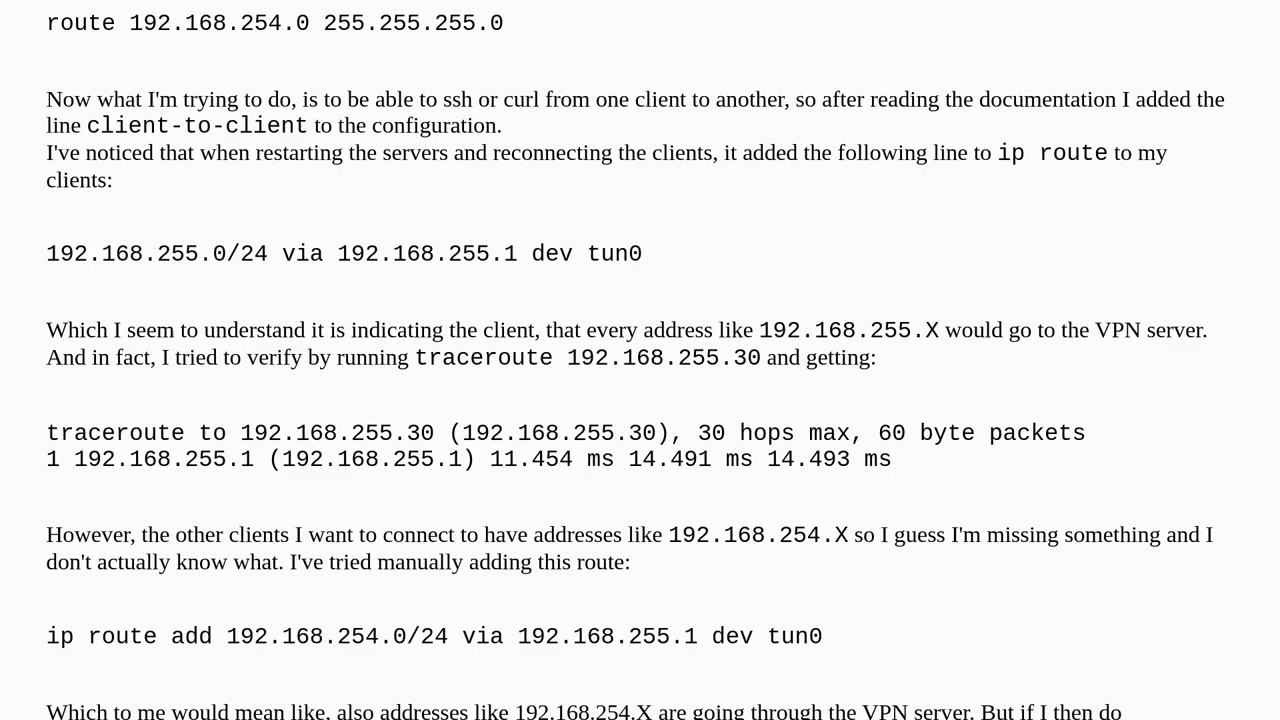 route 192.168.254.0 255.255.255.0
Now what I'm trying to do, is to be able to ssh or curl from one client to another, so after reading the documentation I added the
line client-to-client to the configuration.
I've noticed that when restarting the servers and reconnecting the clients, it added the following line to ip route to my
clients:
192.168.255.0/24 via 192.168.255.1 dev tun0
Which I seem to understand it is indicating the client, that every address like 192.168.255.X would go to the VPN server.
And in fact, I tried to verify by running traceroute 192.168.255.30 and getting:
traceroute to 192.168.255.30 (192.168.255.30), 30 hops max, 60 byte packets
1 192.168.255.1 (192.168.255.1) 11.454 ms 14.491 ms 14.493 ms
However, the other clients I want to connect to have addresses like 192.168.254.X so I guess I'm missing something and I
don't actually know what. I've tried manually adding this route:
ip route add 192.168.254.0/24 via 192.168.255.1 dev tun0
Which to me would mean like, also addresses like 192.168.254.X are going through the VPN server. But if I then do